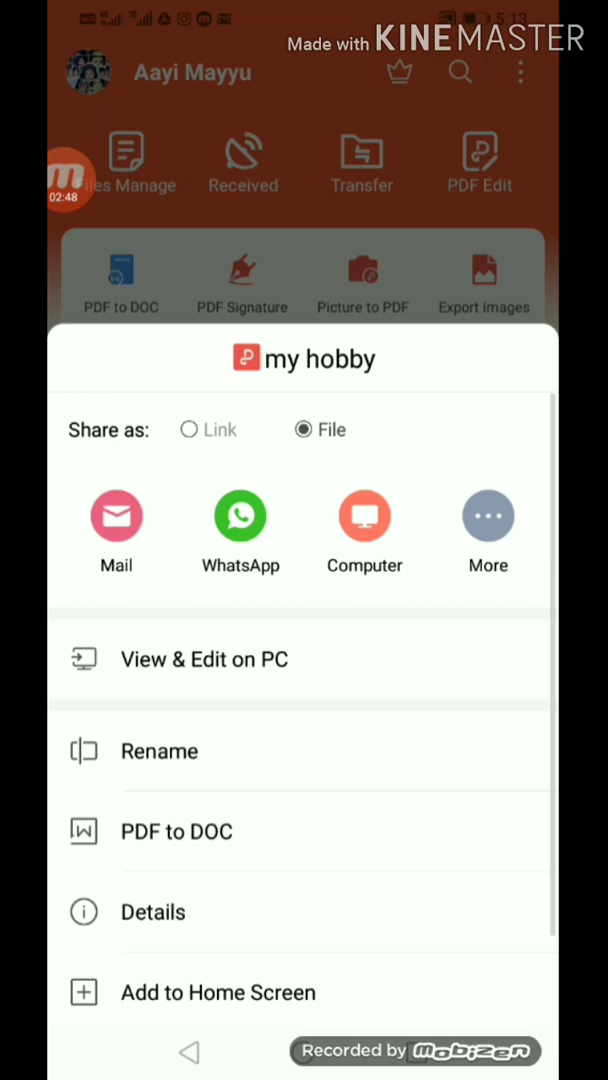 5:13
Made with KINEMASTER
Aayi Mayyu
02:48
Files Manage Received Transfer PDF Edit
PDF to DOC PDF Signature Picture to PDF Export images
my hobby
Share as: Link File
Mail WhatsApp Computer More
View & Edit on PC
Rename
PDF to DOC
Details
Add to Home Screen
Recorded by mobizen